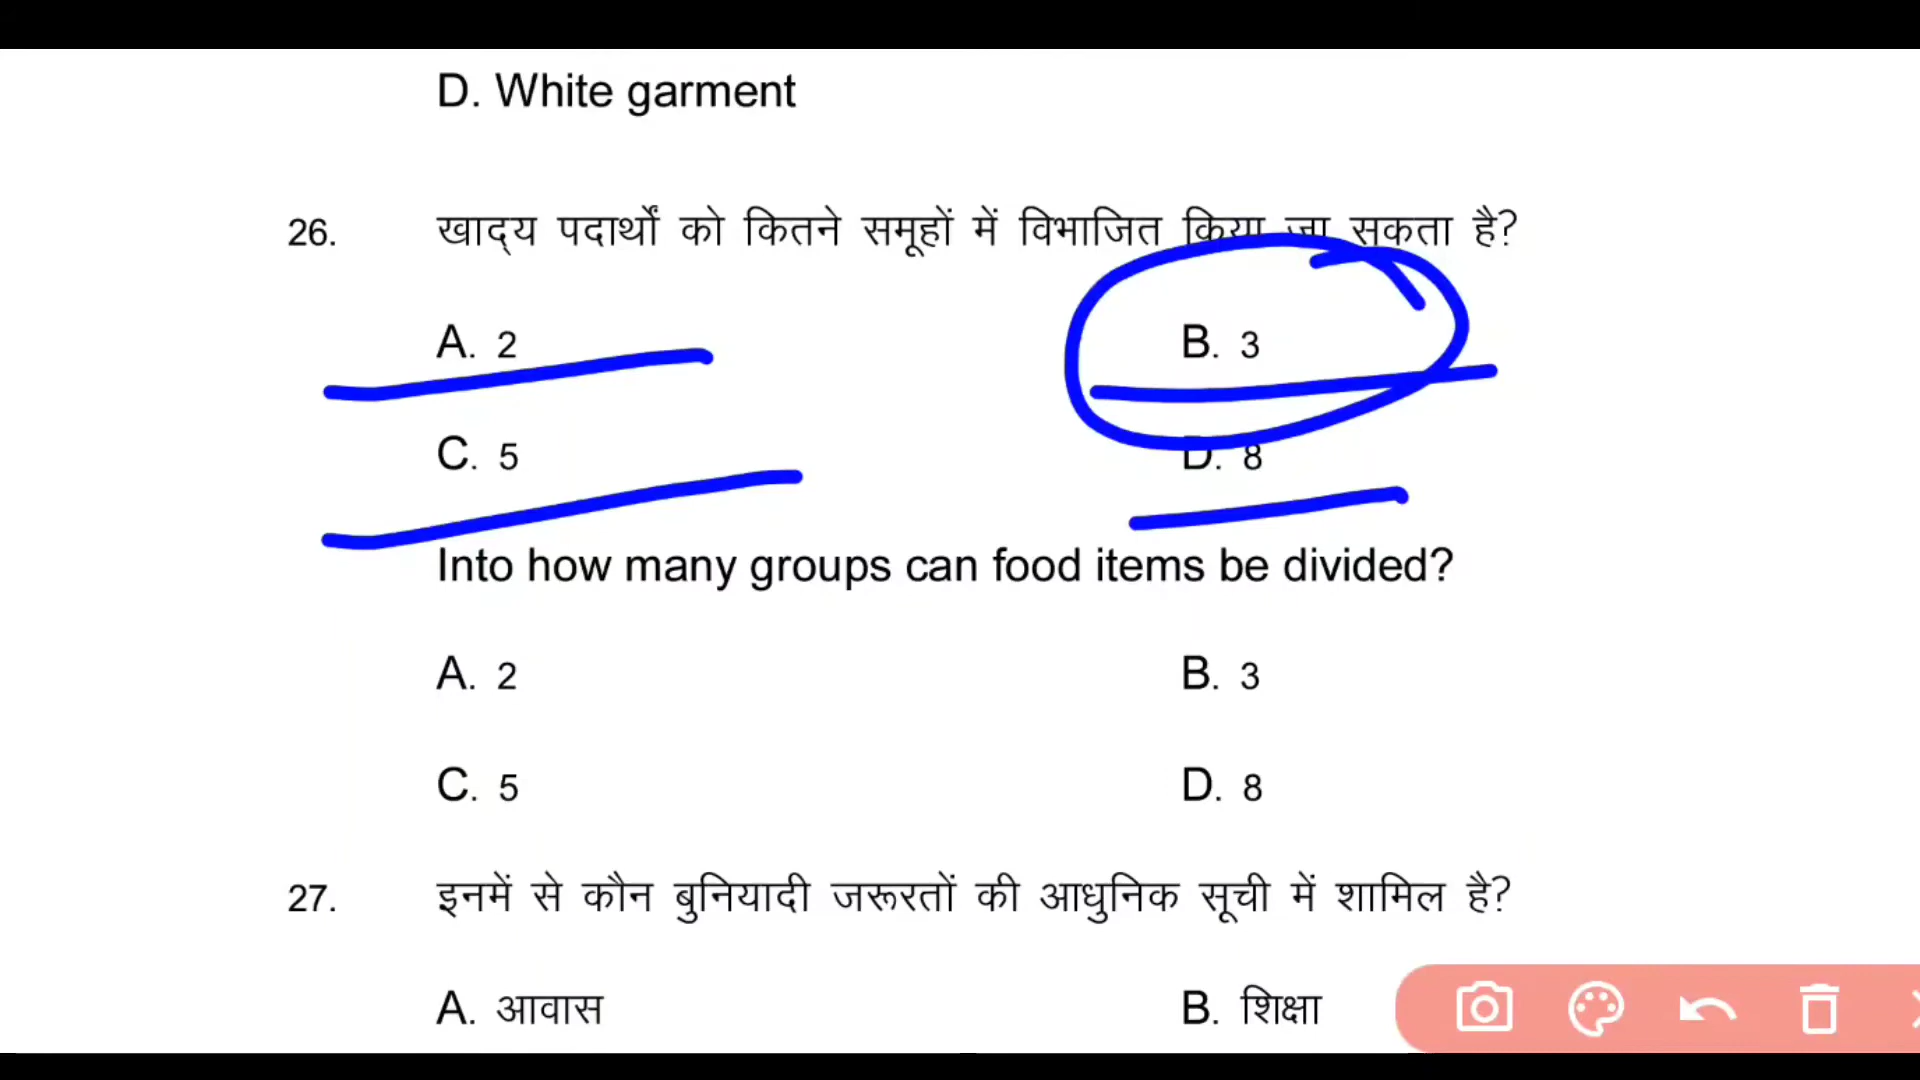 D. White garment
26. खाद्य पदार्थों को कितने समूहों में विभाजित किया जा सकता है?
A. 2 B. 3
C. 5 D. 8
Into how many groups can food items be divided?
A. 2 B. 3
C. 5 D. 8
27. इनमें से कौन बुनियादी जरूरतों की आधुनिक सूची में शामिल है?
A. आवास B. शिक्षा